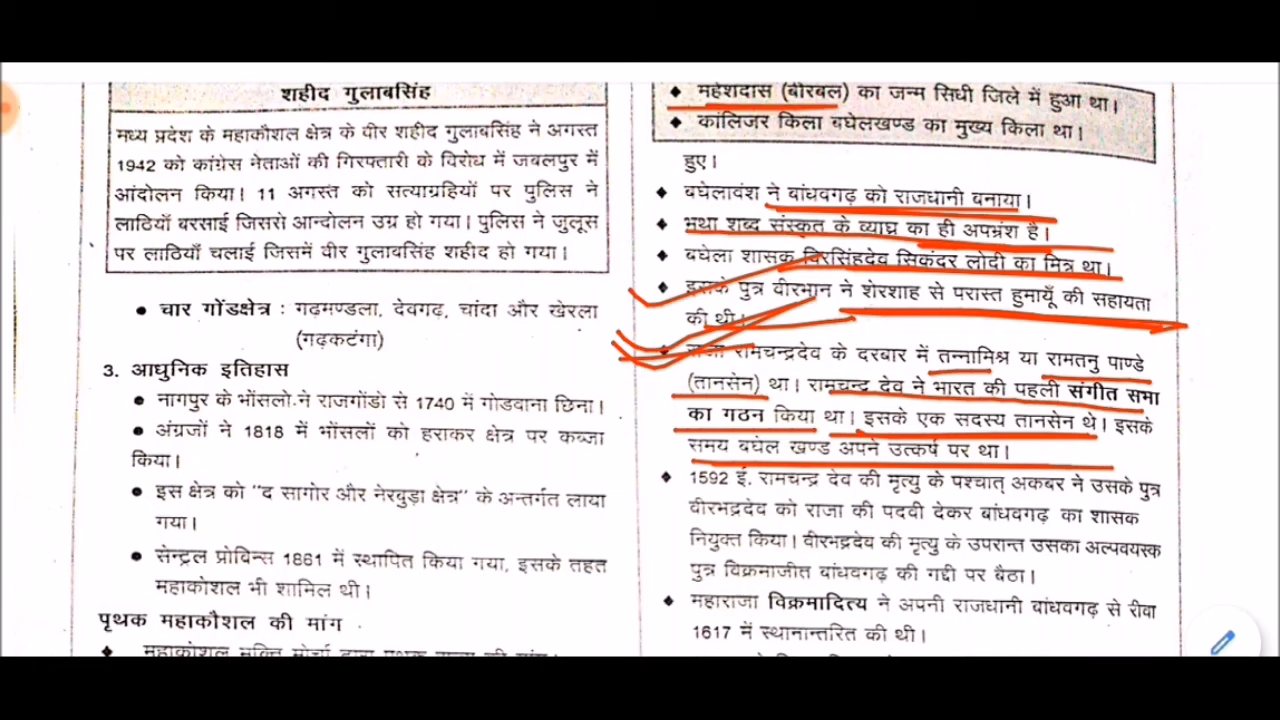 शहीद गुलाबसिंह
मध्य प्रदेश के महाकौशल क्षेत्र के वीर शहीद गुलाबसिंह ने अगस्त
1942 को कांग्रेस नेताओं की गिरफ्तारी के विरोध में जबलपुर में
आंदोलन किया। 11 अगस्त को सत्याग्रहियों पर पुलिस ने
लाठियाँ बरसाई जिससे आन्दोलन उग्र हो गया। पुलिस ने जुलूस
पर लाठियाँ चलाई जिसमें वीर गुलाबसिंह शहीद हो गया।
● चार गोंडक्षेत्र : गढ़मण्डला, देवगढ़, चांदा और खेरला
(गढ़कटंगा)
3. आधुनिक इतिहास
● नागपुर के भोंसलो ने राजगोंडो से 1740 में गोडवाना छिना।
● अंग्रजों ने 1818 में भोंसलों को हराकर क्षेत्र पर कब्जा
किया।
● इस क्षेत्र को "द सागोर और नेरबुड़ा क्षेत्र" के अन्तर्गत लाया
गया।
● सेन्ट्रल प्रोविन्स 1861 में स्थापित किया गया, इसके तहत
महाकोशल भी शामिल थी।
पृथक महाकौशल की मांग
♦ महाकोशल मुक्ति मोर्चा द्वारा पृथक राज्य की मांग
♦ महेशदास (बीरबल) का जन्म सिधी जिले में हुआ था।
♦ कांलिजर किला बघेलखण्ड का मुख्य किला था।
हुए।
♦ बघेलावंश ने बांधवगढ़ को राजधानी बनाया।
♦ भथा शब्द संस्कृत के व्याघ्र का ही अपभ्रंश है।
♦ बघेला शासक विरसिंहदेव सिकंदर लोदी का मित्र था।
♦ इसके पुत्र वीरभान ने शेरशाह से परास्त हुमायूँ की सहायता
की थी।
♦ राजा रामचन्द्रदेव के दरबार में तन्नामिश्र या रामतनु पाण्डे
(तानसेन) था। रामचन्द्र देव ने भारत की पहली संगीत सभा
का गठन किया था। इसके एक सदस्य तानसेन थे। इसके
समय बघेल खण्ड अपने उत्कर्ष पर था।
♦ 1592 ई. रामचन्द्र देव की मृत्यु के पश्चात् अकबर ने उसके पुत्र
वीरभद्रदेव को राजा की पदवी देकर बांधवगढ़ का शासक
नियुक्त किया। वीरभद्रदेव की मृत्यु के उपरान्त उसका अल्पवयस्क
पुत्र विक्रमाजीत बांधवगढ़ की गद्दी पर बैठा।
♦ महाराजा विक्रमादित्य ने अपनी राजधानी बांधवगढ़ से रीवा
1617 में स्थानान्तरित की थी।